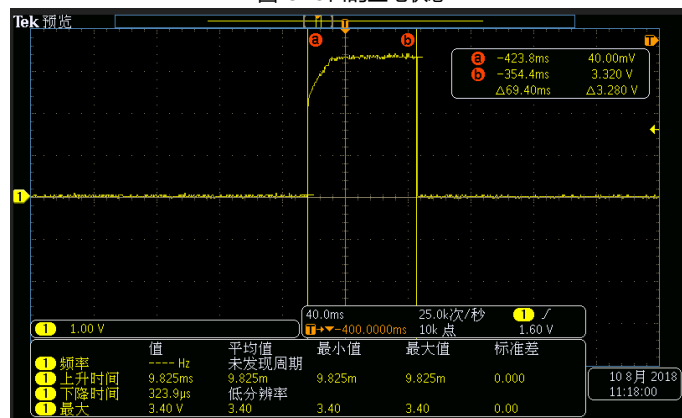 Tek 预览
[ ] T
a b T
a -423.8ms 40.00mV
b -354.4ms 3.320 V
△69.40ms △3.280 V
1
1 1.00 V
40.0ms 25.0k次/秒 1 /
T→▼-400.0000ms 10k 点 1.60 V
值 平均值 最小值 最大值 标准差
1 频率 ---- Hz 未发现周期
1 上升时间 9.825ms 9.825m 9.825m 9.825m 0.000
1 下降时间 323.9µs 低分辨率
1 最大 3.40 V 3.40 3.40 3.40 0.00
10 8月 2018
11:18:00